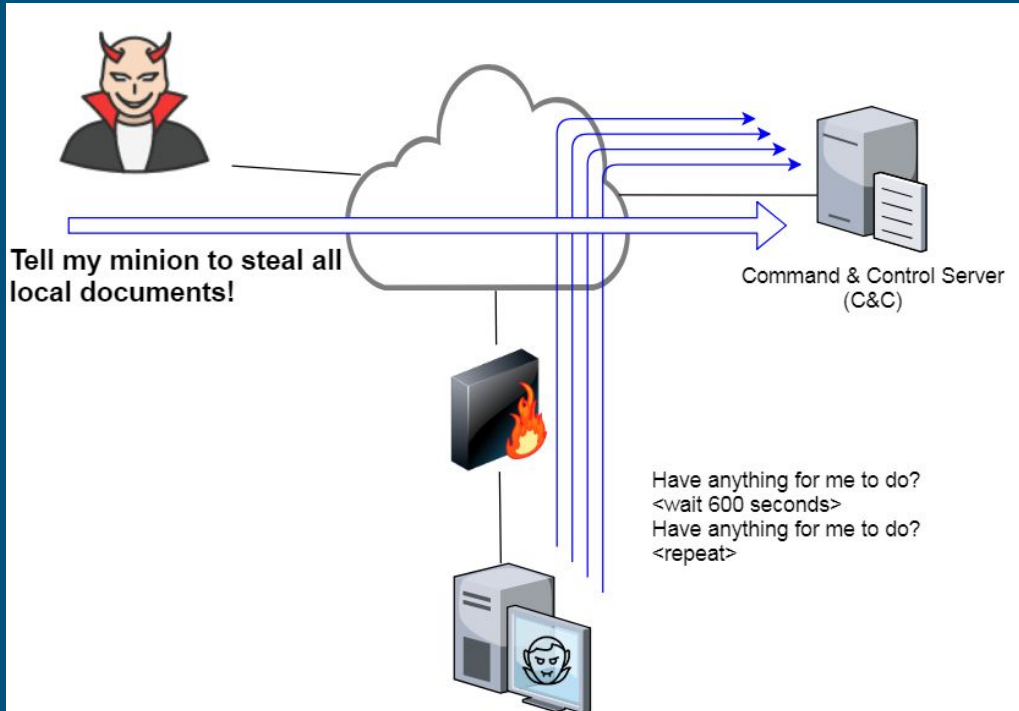 Tell my minion to steal all
local documents!
Command & Control Server
(C&C)
Have anything for me to do?
<wait 600 seconds>
Have anything for me to do?
<repeat>